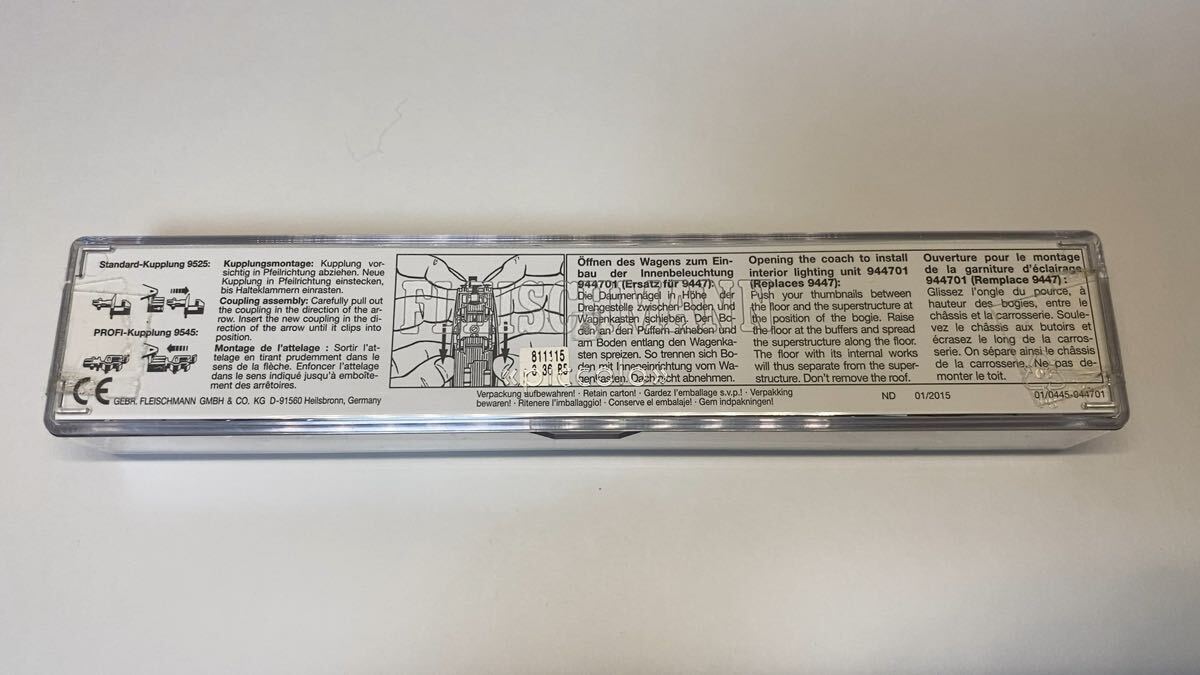 Standard-Kupplung 9525:
PROFI-Kupplung 9545:
Kupplungsmontage: Kupplung vor-
sichtig in Pfeilrichtung abziehen. Neue
Kupplung in Pfeilrichtung einstecken,
bis Halteklammern einrasten.
Coupling assembly: Carefully pull out
the coupling in the direction of the ar-
row. Insert the new coupling in the di-
rection of the arrow until it clips into
position.
Montage de l'attelage : Sortir l'at-
telage en tirant prudemment dans le
sens de la flèche. Enfoncer l'attelage
dans le sens indiqué jusqu'à emboîte-
ment des arrêtoirs.
CE GEBR. FLEISCHMANN GMBH & CO. KG D-91560 Heilsbronn, Germany
FLEISCHMANN
«piccolo»
811115
Öffnen des Wagens zum Ein-
bau der Innenbeleuchtung
944701 (Ersatz für 9447):
Die Daumennägel in Höhe der
Drehgestelle zwischen Boden und
Wagenkasten schieben. Den Bo-
den an den Puffern anheben und
am Boden entlang den Wagenka-
sten spreizen. So trennen sich Bo-
den mit Inneneinrichtung vom Wa-
genkasten. Dach nicht abnehmen.
Opening the coach to install
interior lighting unit 944701
(Replaces 9447):
Push your thumbnails between
the floor and the superstructure at
the position of the bogie. Raise
the floor at the buffers and spread
the superstructure along the floor.
The floor with its internal works
will thus separate from the super-
structure. Don't remove the roof.
Ouverture pour le montage
de la garniture d'éclairage
944701 (Remplace 9447) :
Glissez l'ongle du pource, à
hauteur des bogies, entre le
châssis et la carrosserie. Soule-
vez le châssis aux butoirs et
écrasez le long de la carros-
serie. On sépare ainsi le châssis
de la carrosserie. Ne pas dé-
monter le toit.
Verpackung aufbewahren! · Retain carton! · Gardez l'emballage s.v.p.! · Verpakking
bewaren! · Ritenere l'imballaggio! · Conserve el embalaje! · Gem indpakningen!
ND 01/2015
01/0445-944701